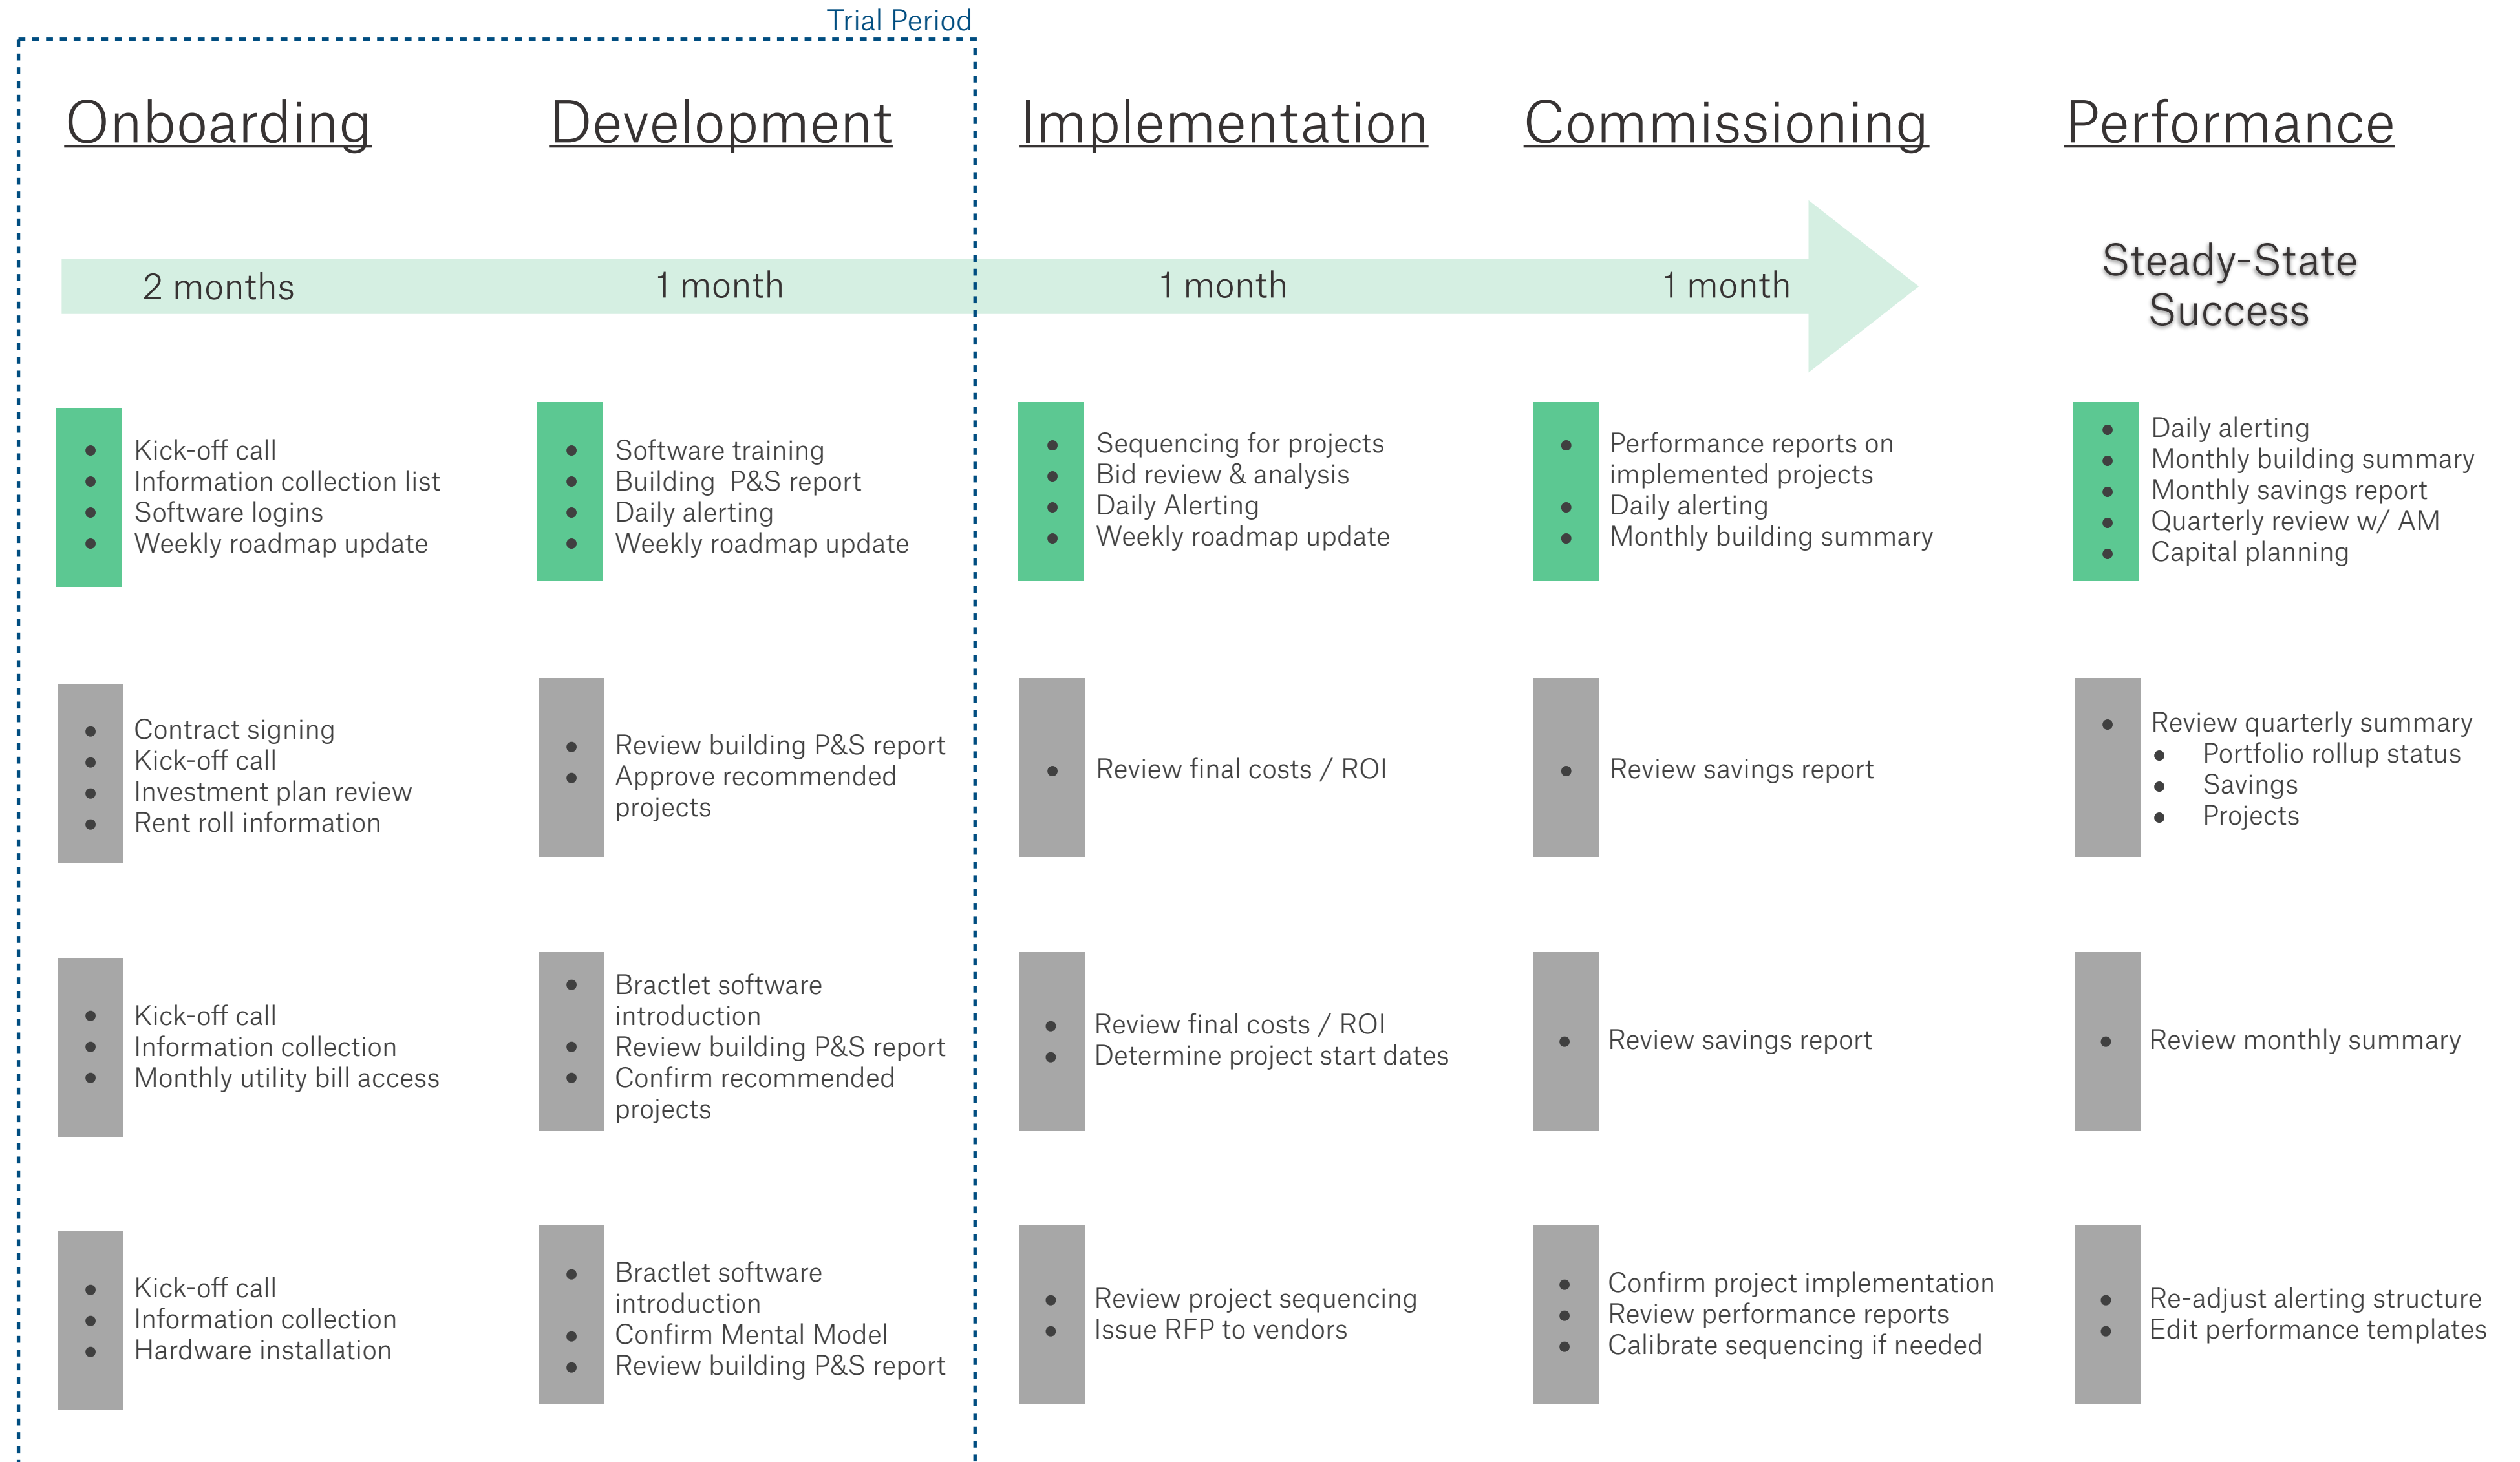 Trial Period
Onboarding
Development
Implementation
Commissioning
Performance
2 months
1 month
1 month
1 month
Steady-State
Success
• Kick-off call
• Information collection list
• Software logins
• Weekly roadmap update
• Software training
• Building  P&S report
• Daily alerting
• Weekly roadmap update
• Sequencing for projects
• Bid review & analysis
• Daily Alerting
• Weekly roadmap update
• Performance reports on
implemented projects
• Daily alerting
• Monthly building summary
• Daily alerting
• Monthly building summary
• Monthly savings report
• Quarterly review w/ AM
• Capital planning
• Contract signing
• Kick-off call
• Investment plan review
• Rent roll information
• Review building P&S report
• Approve recommended
projects
• Review final costs / ROI
• Review savings report
• Review quarterly summary
• Portfolio rollup status
• Savings
• Projects
• Kick-off call
• Information collection
• Monthly utility bill access
• Bractlet software
introduction
• Review building P&S report
• Confirm recommended
projects
• Review final costs / ROI
• Determine project start dates
• Review savings report
• Review monthly summary
• Kick-off call
• Information collection
• Hardware installation
• Bractlet software
introduction
• Confirm Mental Model
• Review building P&S report
• Review project sequencing
• Issue RFP to vendors
• Confirm project implementation
• Review performance reports
• Calibrate sequencing if needed
• Re-adjust alerting structure
• Edit performance templates